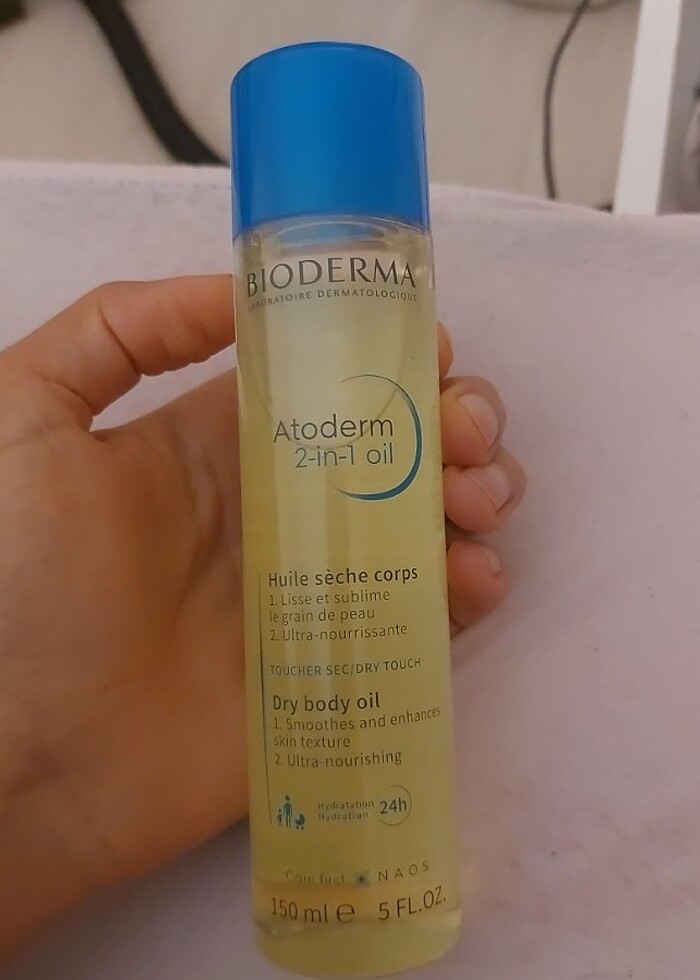 BIODERMA
LABORATOIRE DERMATOLOGIQUE
Atoderm
2-in-1 oil
Huile sèche corps
1. Lisse et sublime
le grain de peau
2. Ultra-nourrissante
TOUCHER SEC/DRY TOUCH
Dry body oil
1. Smoothes and enhances
skin texture
2. Ultra-nourishing
Hydratation
Hydration
24h
Care first NAOS
150 ml e 5 FL.OZ.